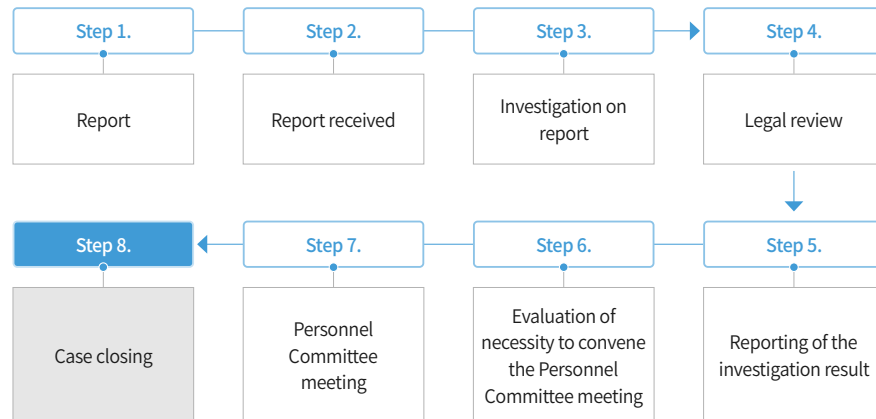 Step 1.
Report
Step 2.
Report received
Step 3.
Investigation on
report
Step 4.
Legal review
Step 5.
Reporting of the
investigation result
Step 6.
Evaluation of
necessity to convene
the Personnel
Committee meeting
Step 7.
Personnel
Committee
meeting
Step 8.
Case closing